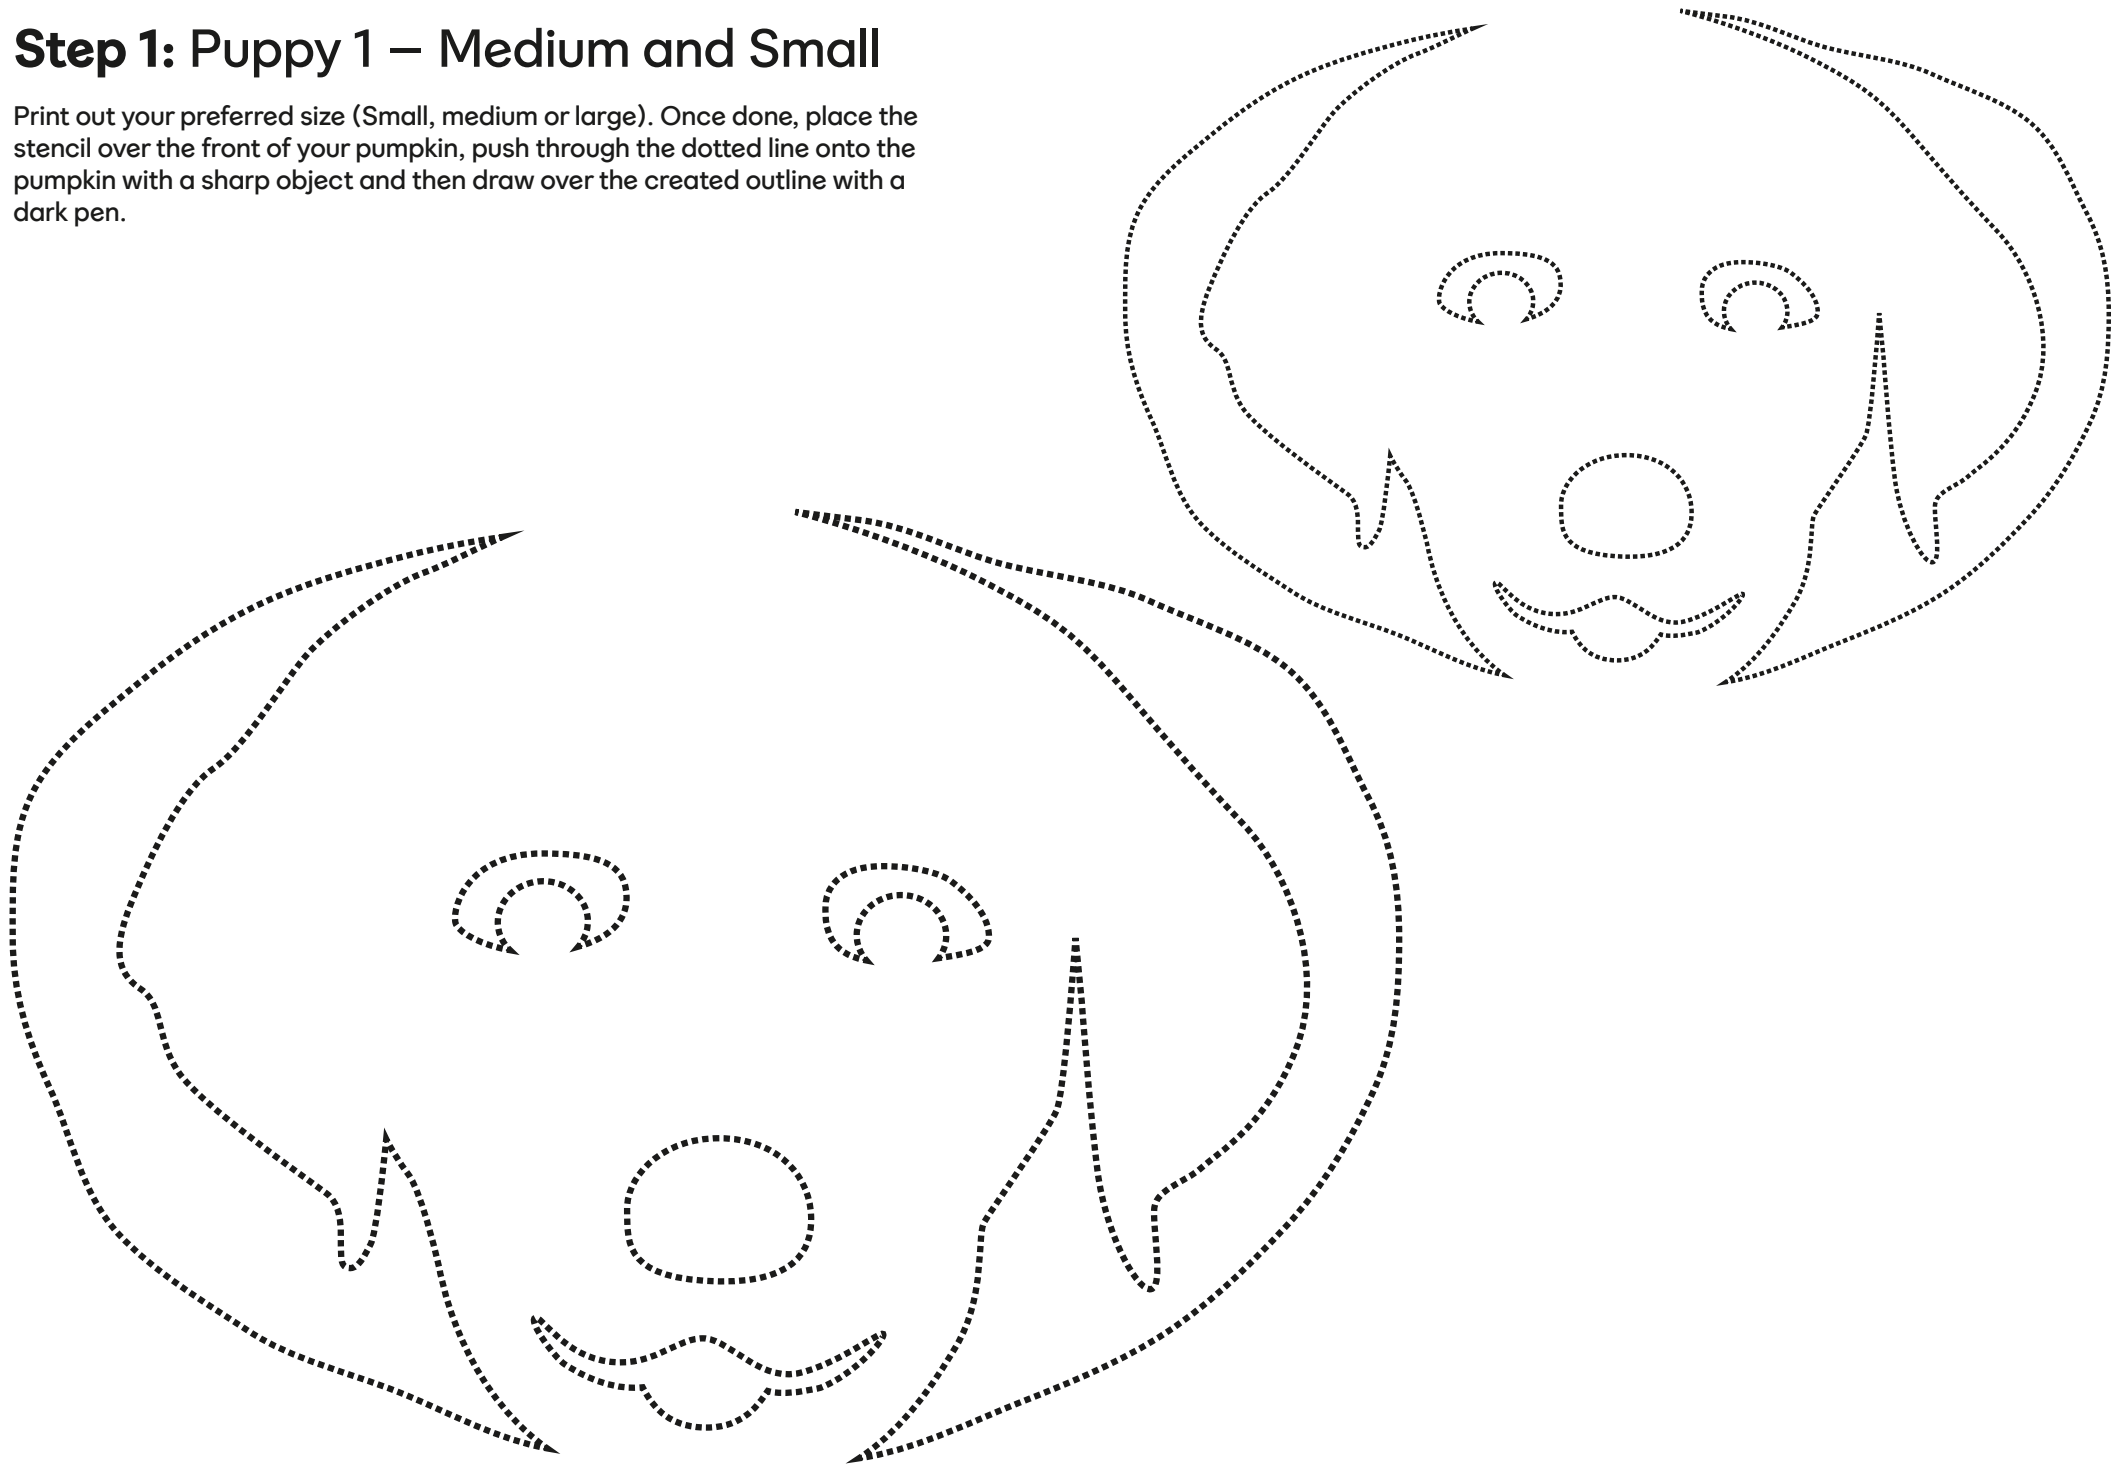 Step 1: Puppy 1 – Medium and Small
Print out your preferred size (Small, medium or large). Once done, place the
stencil over the front of your pumpkin, push through the dotted line onto the
pumpkin with a sharp object and then draw over the created outline with a
dark pen.